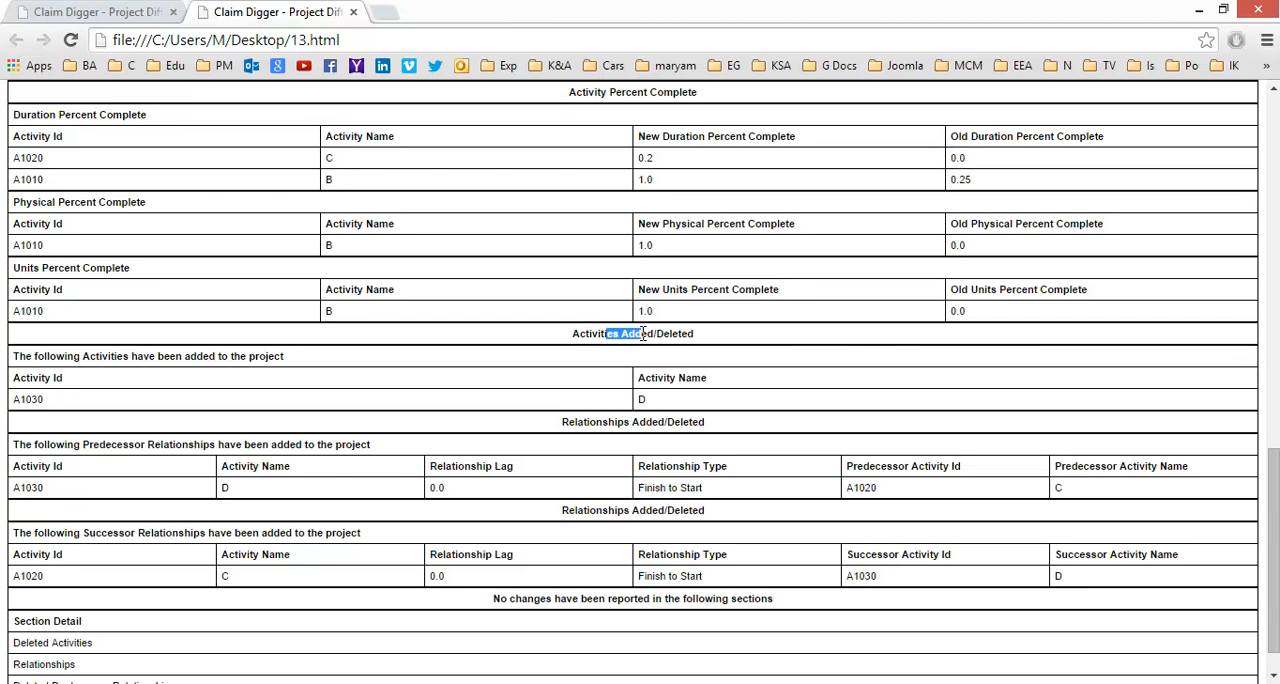 Claim Digger - Project Dif × Claim Digger - Project Dif ×
file:///C:/Users/M/Desktop/13.html
Apps BA C Edu PM Exp K&A Cars maryam EG KSA G Docs Joomla MCM EEA N TV Is Po IK »
Activity Percent Complete
Duration Percent Complete
Activity Id Activity Name New Duration Percent Complete Old Duration Percent Complete
A1020 C 0.2 0.0
A1010 B 1.0 0.25
Physical Percent Complete
Activity Id Activity Name New Physical Percent Complete Old Physical Percent Complete
A1010 B 1.0 0.0
Units Percent Complete
Activity Id Activity Name New Units Percent Complete Old Units Percent Complete
A1010 B 1.0 0.0
Activities Added/Deleted
The following Activities have been added to the project
Activity Id Activity Name
A1030 D
Relationships Added/Deleted
The following Predecessor Relationships have been added to the project
Activity Id Activity Name Relationship Lag Relationship Type Predecessor Activity Id Predecessor Activity Name
A1030 D 0.0 Finish to Start A1020 C
Relationships Added/Deleted
The following Successor Relationships have been added to the project
Activity Id Activity Name Relationship Lag Relationship Type Successor Activity Id Successor Activity Name
A1020 C 0.0 Finish to Start A1030 D
No changes have been reported in the following sections
Section Detail
Deleted Activities
Relationships